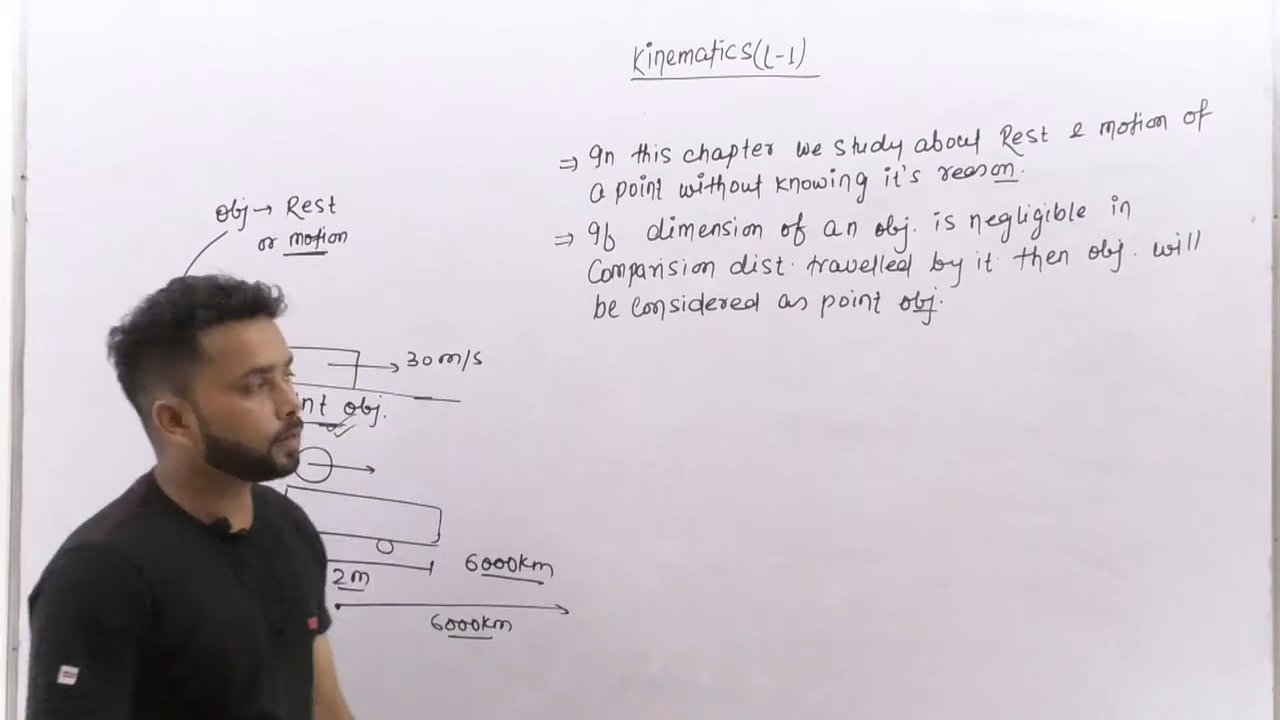 Kinematics(L-1)
⇒ In this chapter we study about Rest & motion of
a point without knowing it's reason.
⇒ If dimension of an obj. is negligible in
Comparision dist. travelled by it then obj. will
be Considered as point obj.
obj → Rest
or motion
30 m/s
nt obj.
2m
6000km
6000km